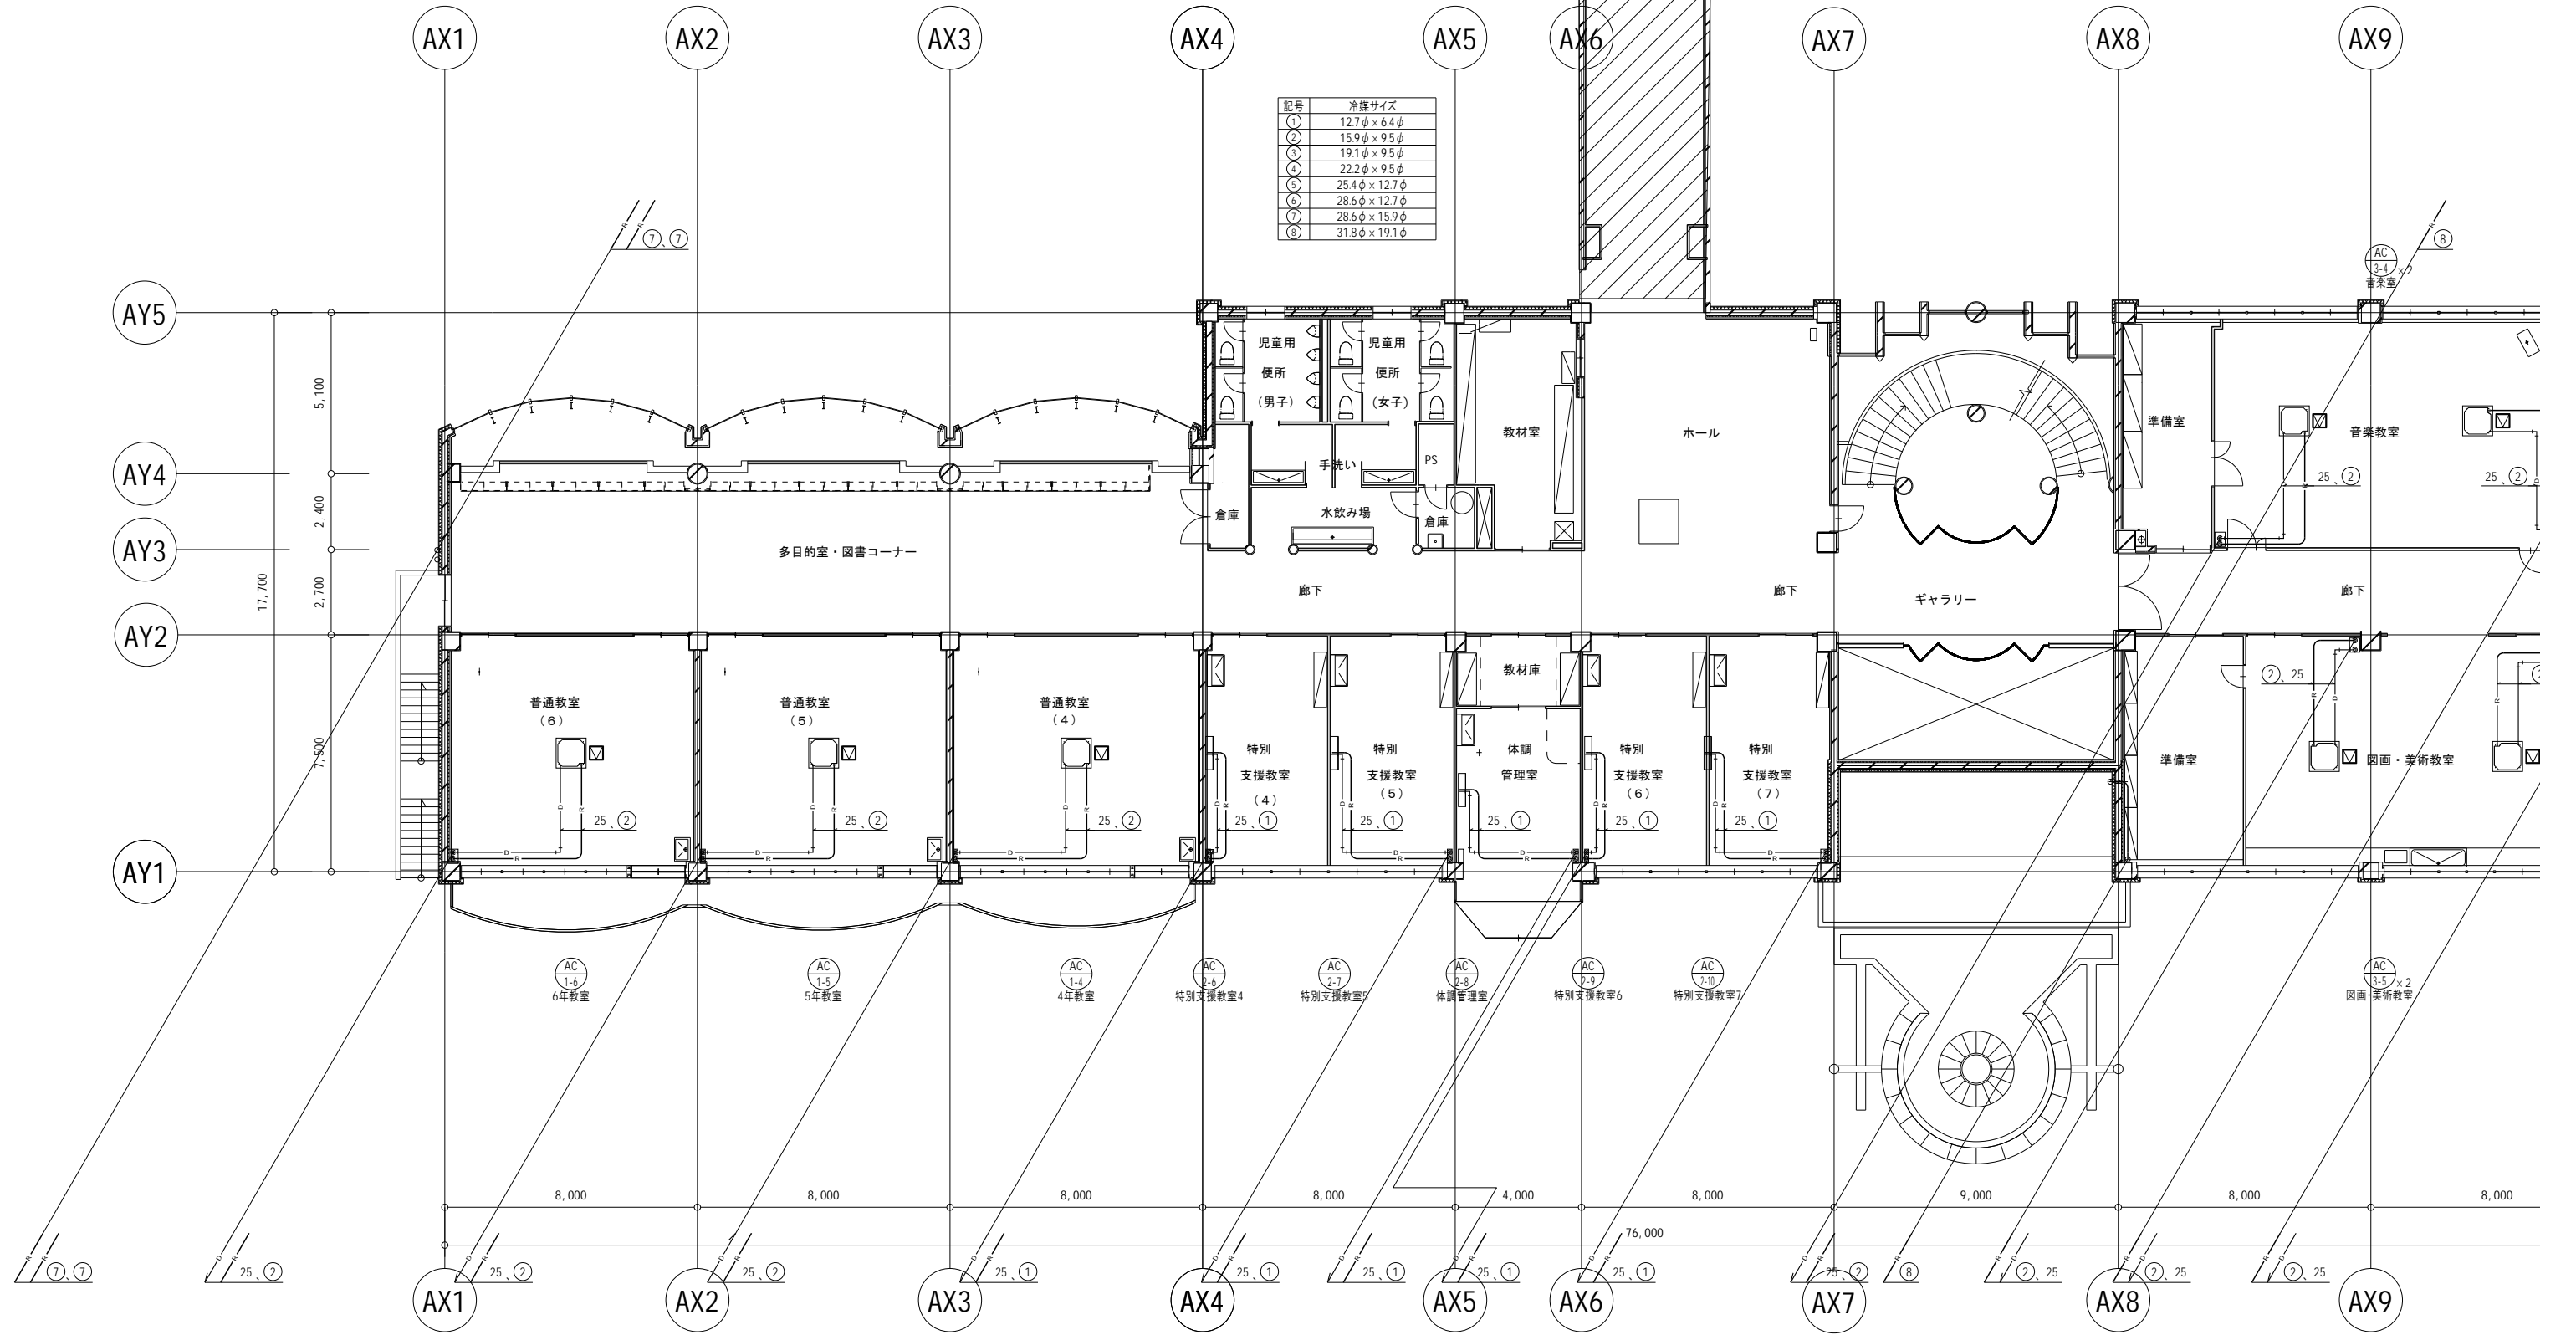 AX1 AX2 AX3 AX4 AX5 AX6 AX7 AX8 AX9
記号 冷媒サイズ
① 12.7φ×6.4φ
② 15.9φ×9.5φ
③ 19.1φ×9.5φ
④ 22.2φ×9.5φ
⑤ 25.4φ×12.7φ
⑥ 28.6φ×12.7φ
⑦ 28.6φ×15.9φ
⑧ 31.8φ×19.1φ
R R ⑦、⑦
R ⑧
AC
3-4 ×2
音楽室
AY5
AY4
AY3
AY2
AY1
5,100
2,400
2,700
7,500
17,700
児童用
便所
(男子)
児童用
便所
(女子)
手洗い
PS
倉庫
水飲み場
倉庫
教材室
ホール
準備室
音楽教室
25、②
25、②
多目的室・図書コーナー
廊下
廊下
ギャラリー
廊下
普通教室
(6)
25、②
普通教室
(5)
25、②
普通教室
(4)
25、②
特別
支援教室
(4)
25、①
特別
支援教室
(5)
25、①
教材庫
体調
管理室
25、①
特別
支援教室
(6)
25、①
特別
支援教室
(7)
25、①
準備室
②、25
図画・美術教室
AC
1-6
6年教室
AC
1-5
5年教室
AC
1-4
4年教室
AC
2-6
特別支援教室4
AC
2-7
特別支援教室5
AC
2-8
体調管理室
AC
2-9
特別支援教室6
AC
2-10
特別支援教室7
AC
3-5 ×2
図画・美術教室
8,000 8,000 8,000 8,000 4,000 8,000 9,000 8,000 8,000
76,000
⑦、⑦ 25、② 25、② 25、② 25、① 25、① 25、① 25、① 25、① 25、② ⑧ ②、25 ②、25 ②、25
AX1 AX2 AX3 AX4 AX5 AX6 AX7 AX8 AX9